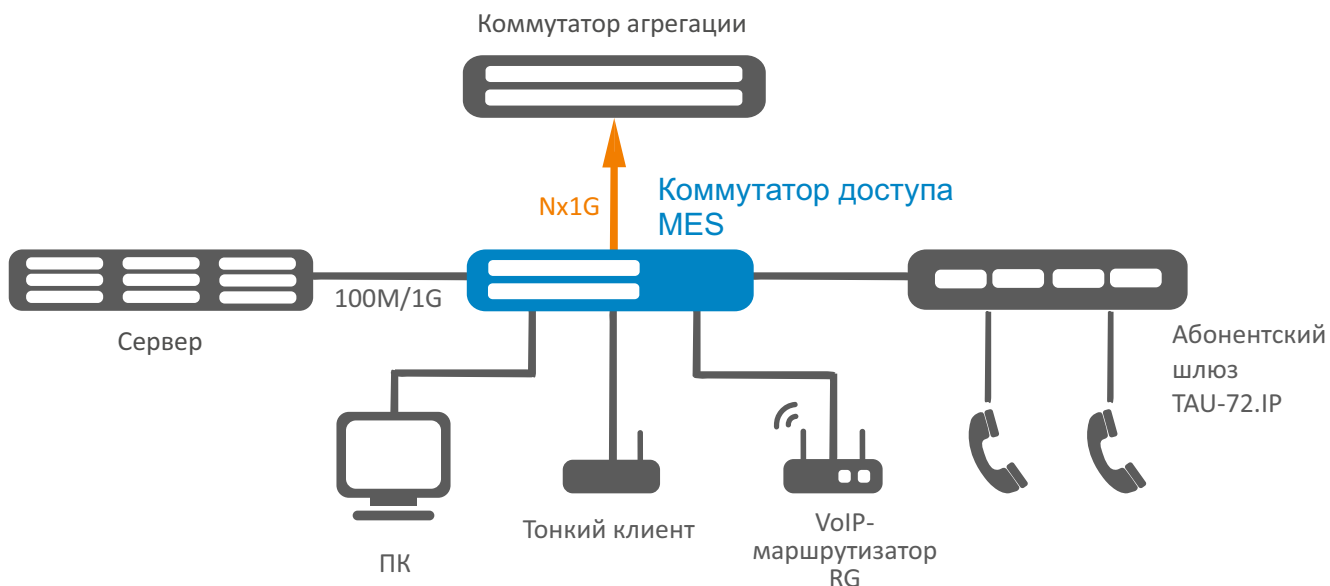 Коммутатор агрегации
Nx1G
Коммутатор доступа
MES
100M/1G
Сервер
Абонентский
шлюз
TAU-72.IP
ПК
Тонкий клиент
VoIP-
маршрутизатор
RG